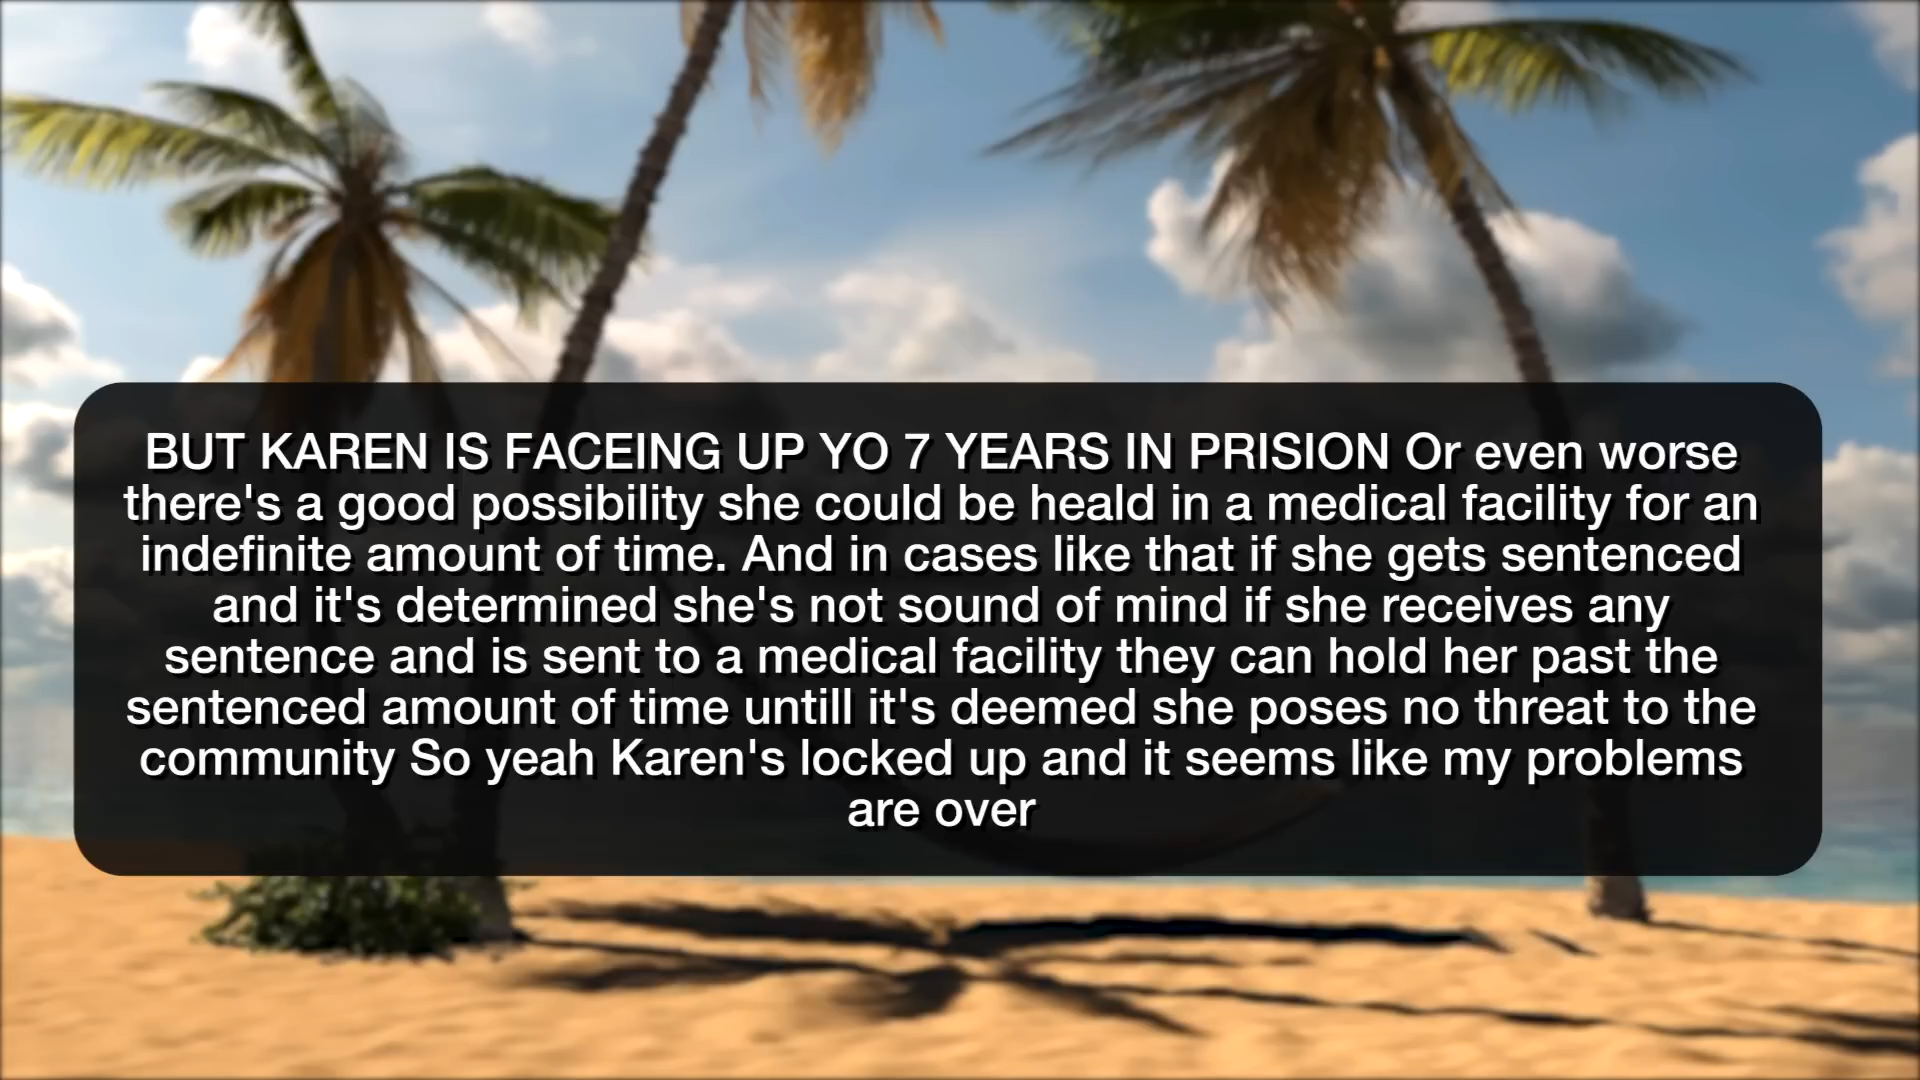 BUT KAREN IS FACEING UP YO 7 YEARS IN PRISION Or even worse
there's a good possibility she could be heald in a medical facility for an
indefinite amount of time. And in cases like that if she gets sentenced
and it's determined she's not sound of mind if she receives any
sentence and is sent to a medical facility they can hold her past the
sentenced amount of time untill it's deemed she poses no threat to the
community So yeah Karen's locked up and it seems like my problems
are over